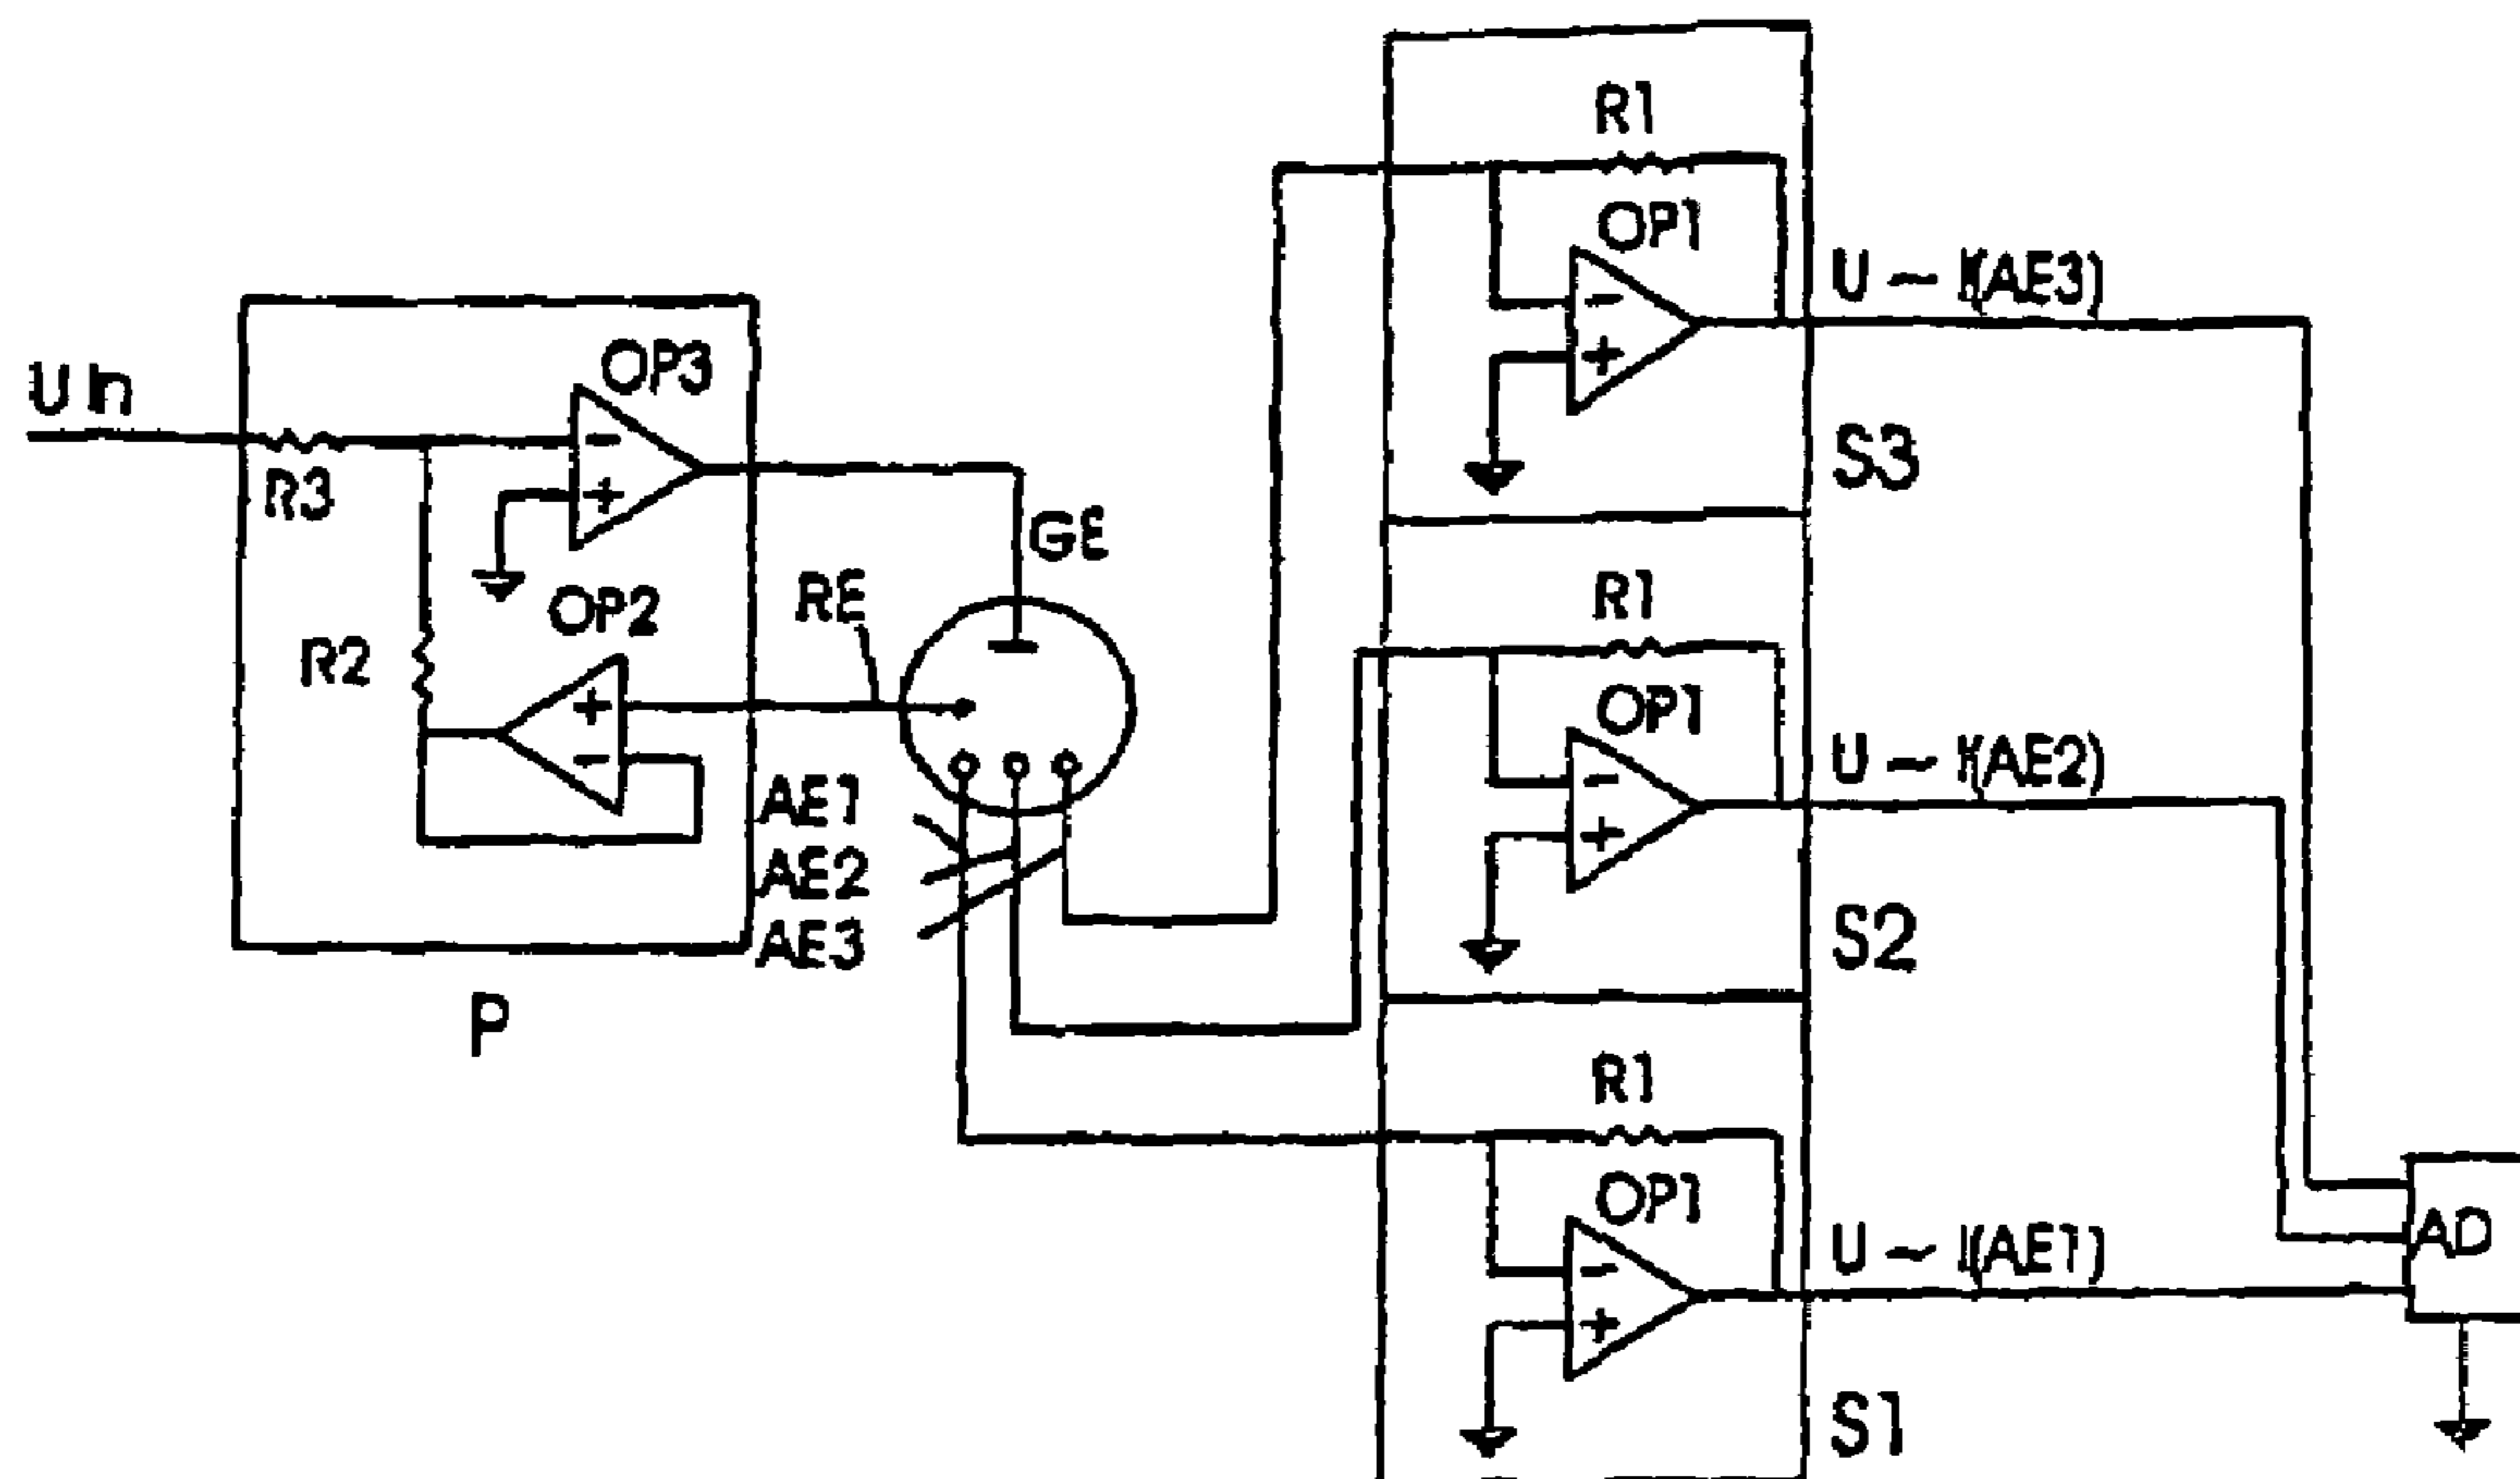 R1
OP1
U ~ I(AE3)
S3
OP3
U In
R3
GE
OP2
RE
R2
R1
OP1
U ~ I(AE2)
AE1
AE2
AE3
S2
P
R1
OP1
U ~ I(AE1)
AD
S1
- +
- +
+ -
- +
- +